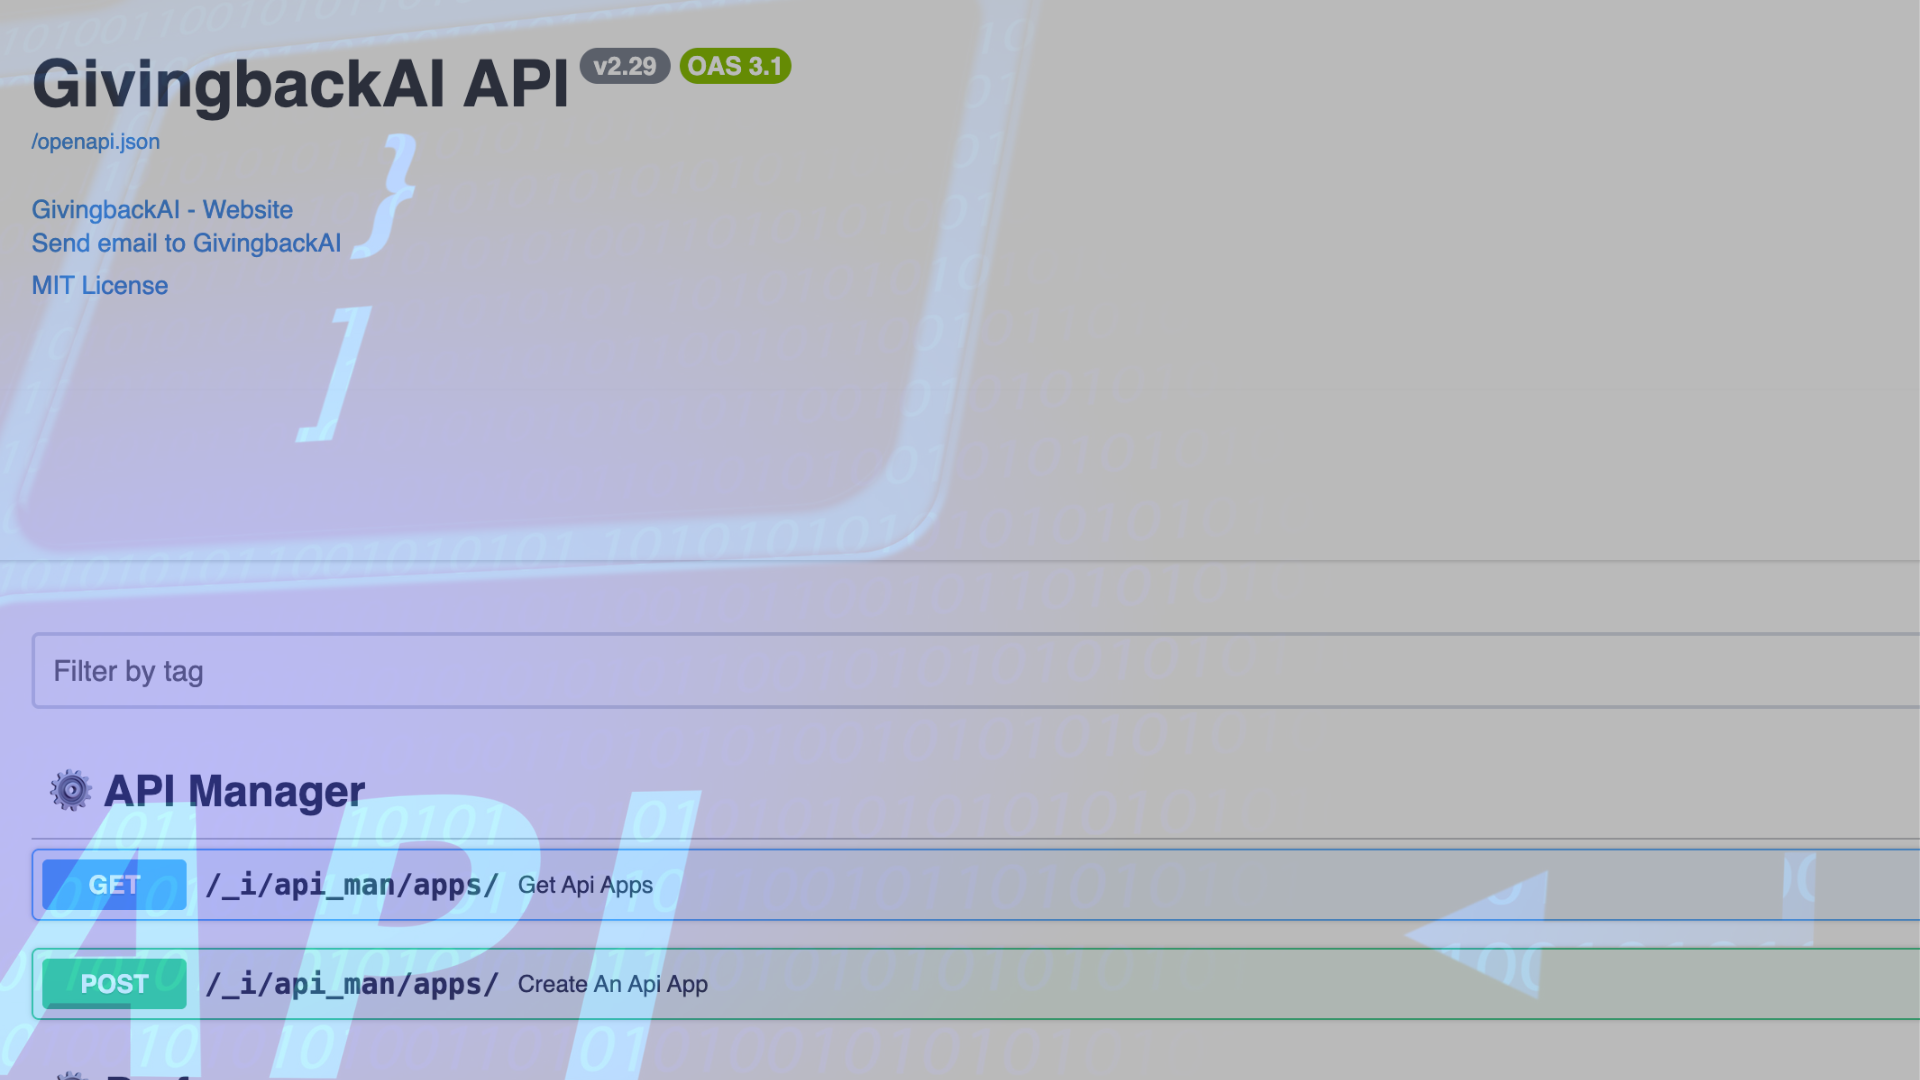 GivingbackAI API v2.29 OAS 3.1
/openapi.json
GivingbackAI - Website
Send email to GivingbackAI
MIT License
}
]
Filter by tag
API Manager
GET /_i/api_man/apps/ Get Api Apps
POST /_i/api_man/apps/ Create An Api App
API